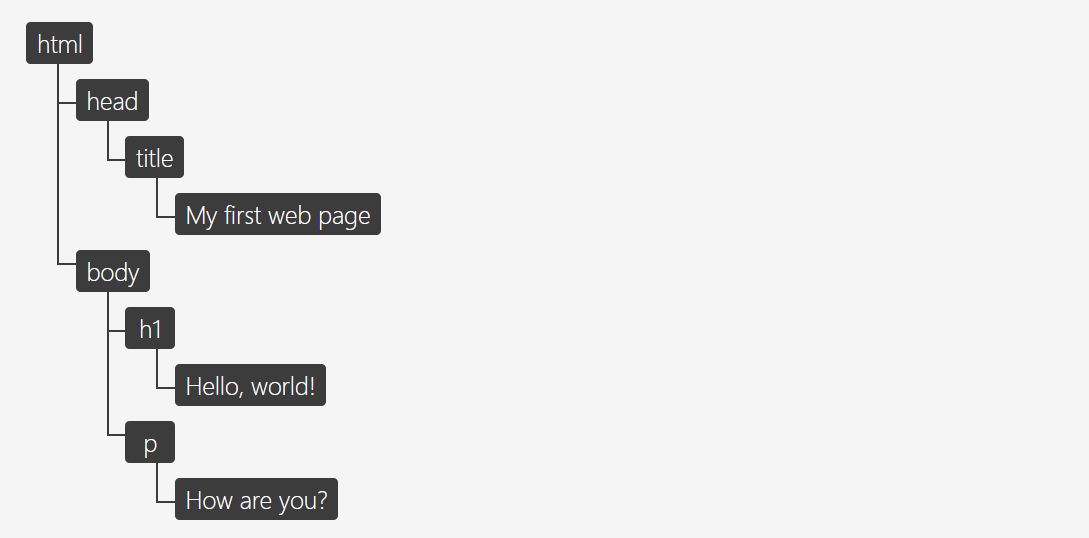 html
head
title
My first web page
body
h1
Hello, world!
p
How are you?